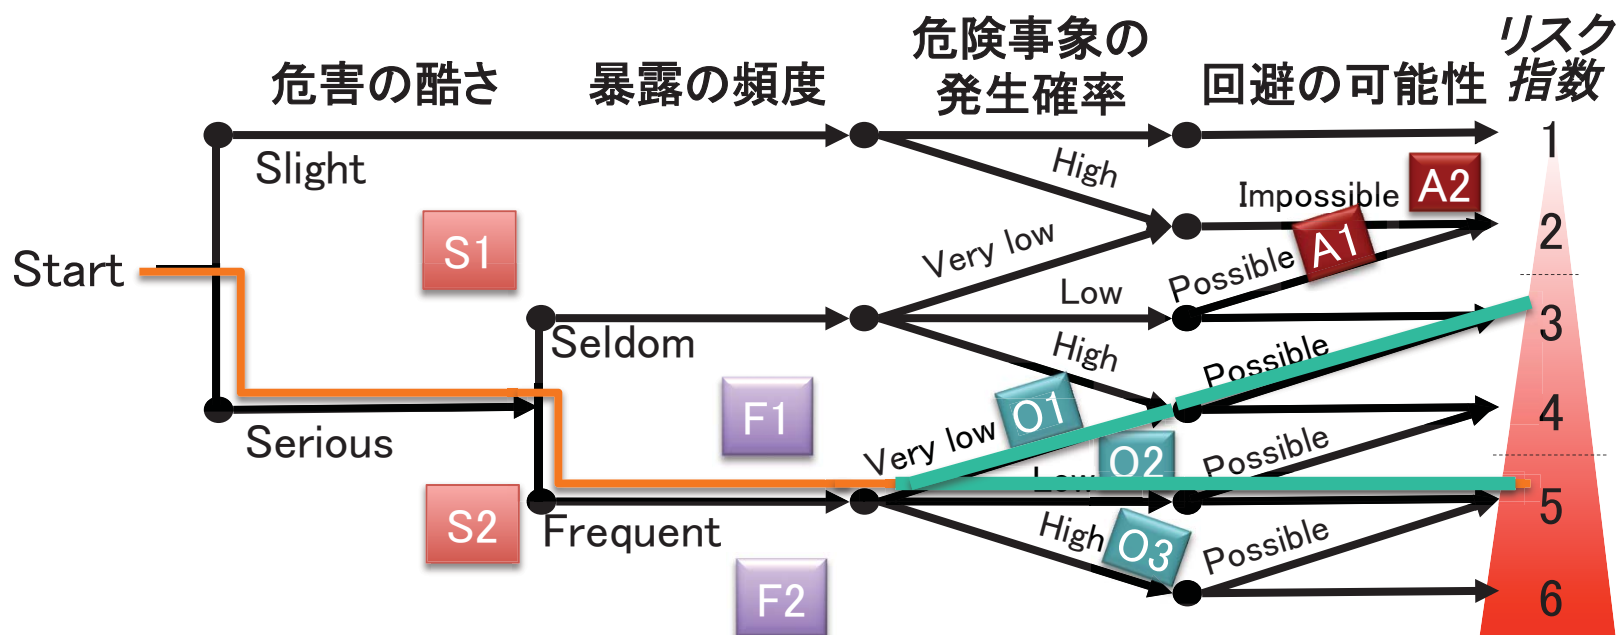 危害の酷さ
暴露の頻度
危険事象の
発生確率
回避の可能性
リスク
指数
Start
Slight
Serious
S1
S2
Seldom
Frequent
F1
F2
High
Very low
Low
High
Very low
O1
Low
O2
High
O3
Impossible
A2
Possible
A1
Possible
Possible
Possible
1
2
3
4
5
6